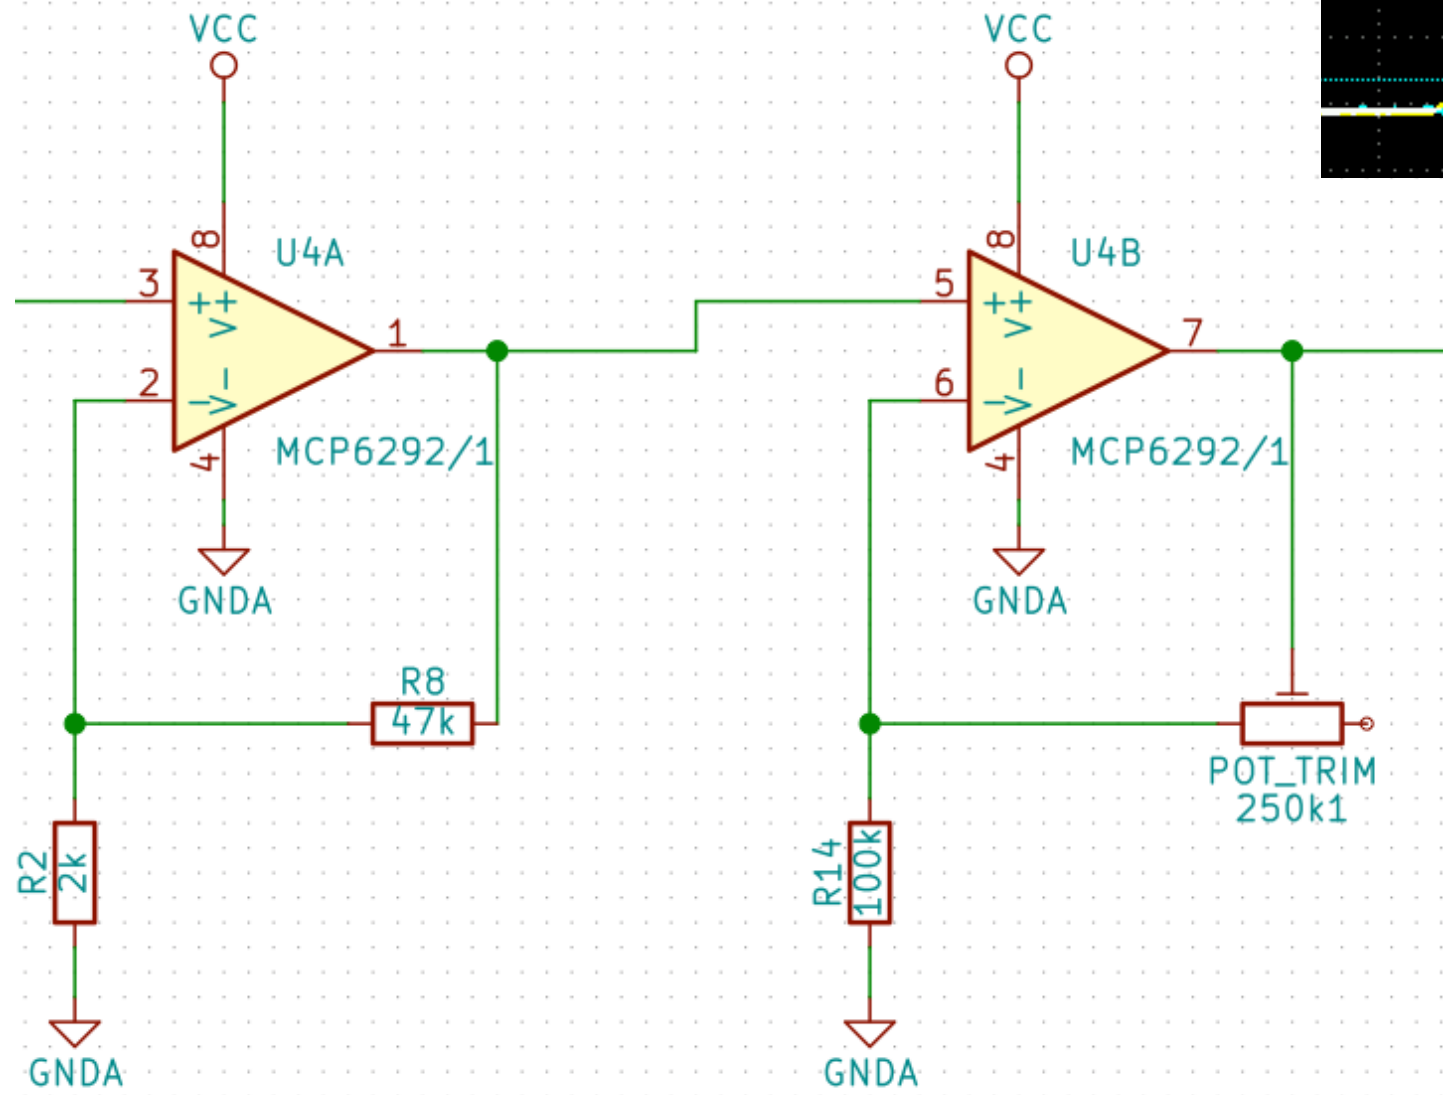 VCC
VCC
8
U4A
3
+
V+
1
2
−
V−
MCP6292/1
4
GNDA
8
U4B
5
+
V+
7
6
−
V−
MCP6292/1
4
GNDA
R8
47k
POT_TRIM
250k1
R2
2k
R14
100k
GNDA
GNDA